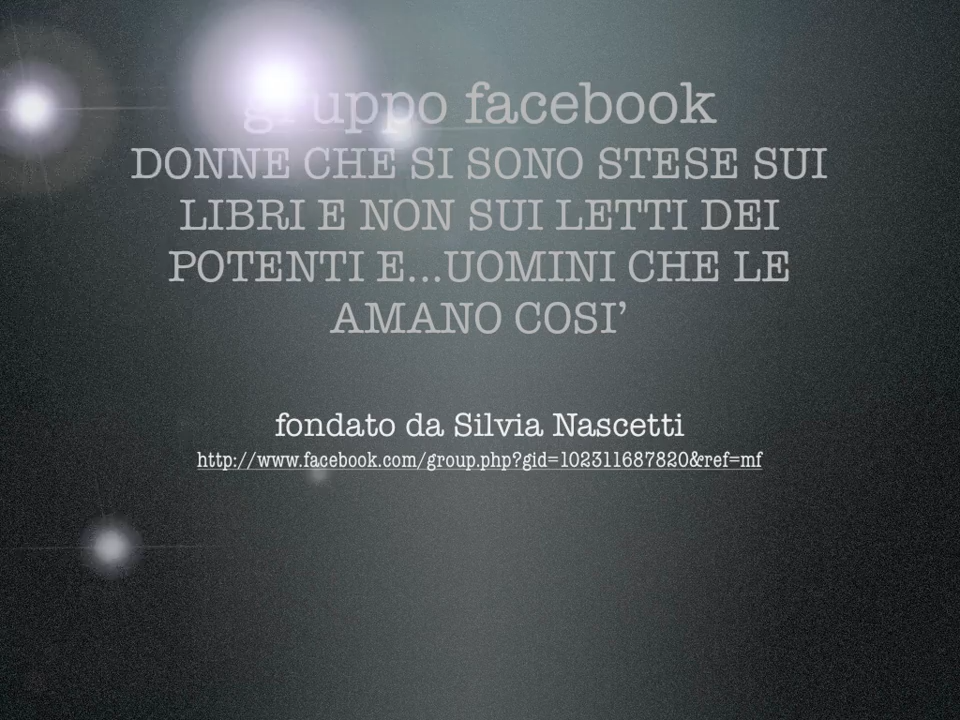 gruppo facebook
DONNE CHE SI SONO STESE SUI
LIBRI E NON SUI LETTI DEI
POTENTI E...UOMINI CHE LE
AMANO COSI’
fondato da Silvia Nascetti
http://www.facebook.com/group.php?gid=102311687820&ref=mf